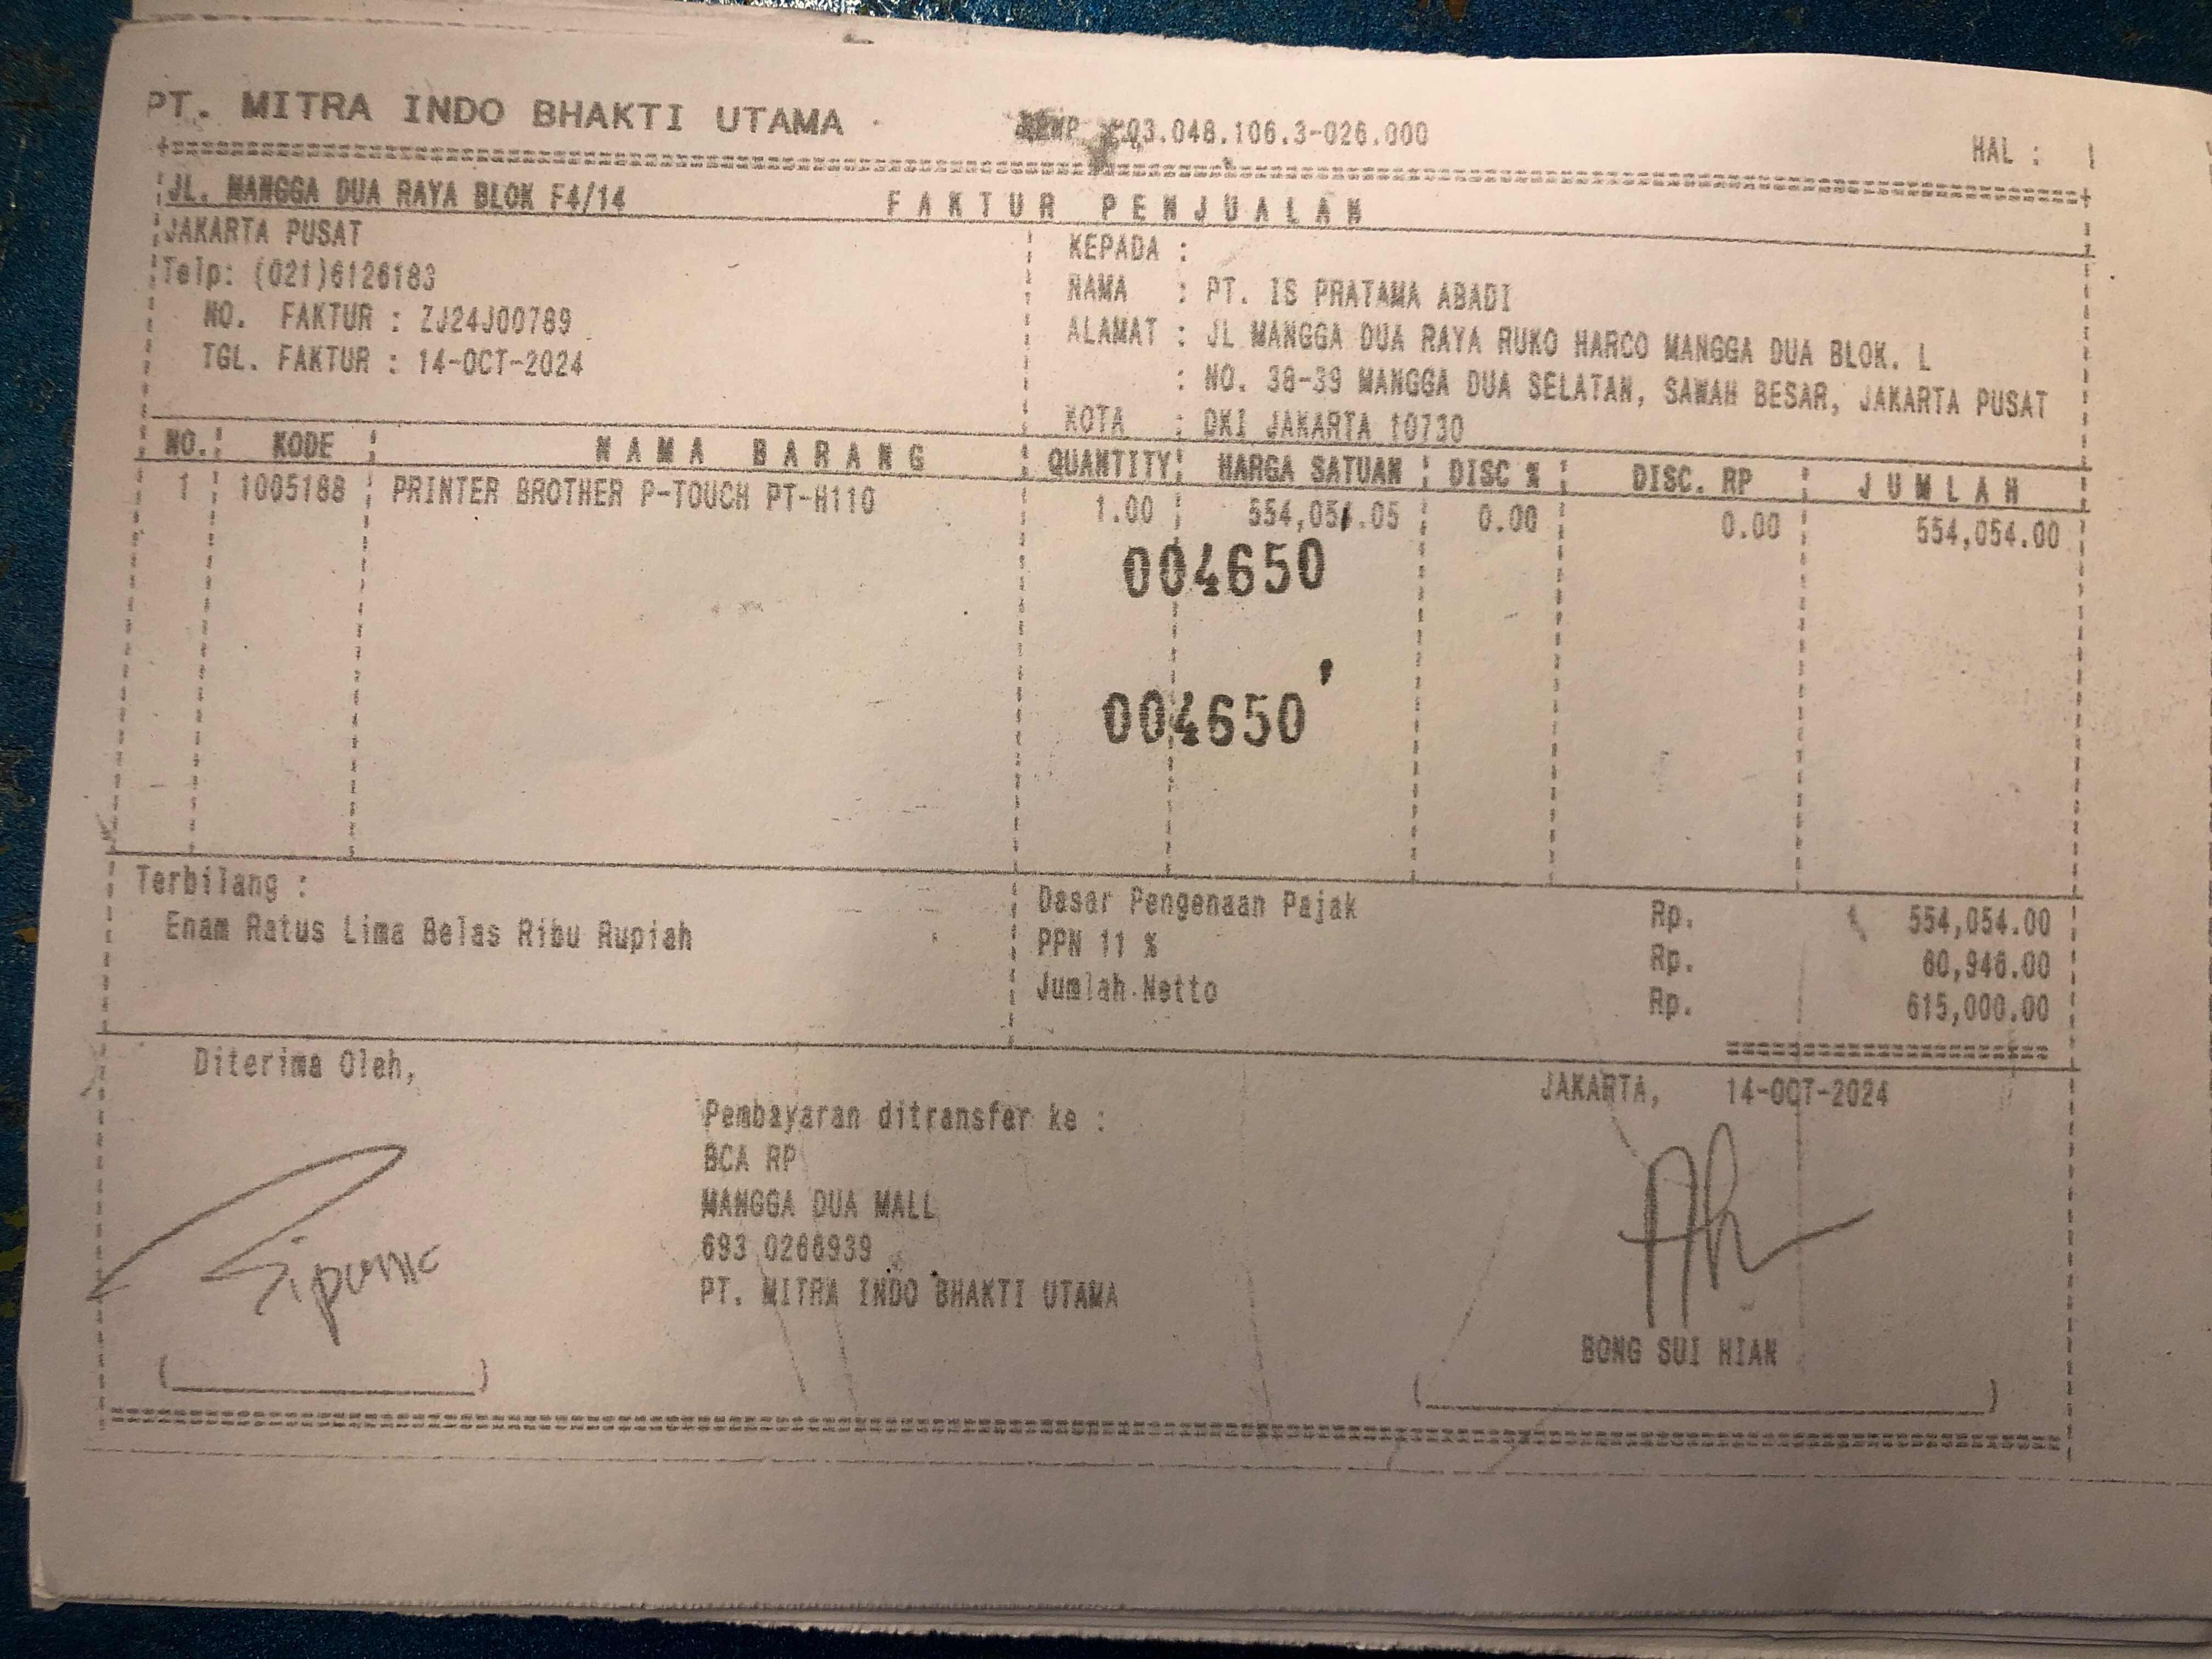 PT. MITRA INDO BHAKTI UTAMA
03.048.106.3-026.000
HAL : 1
JL. MANGGA DUA RAYA BLOK F4/14
FAKTUR PENJUALAN
JAKARTA PUSAT
Telp: (021)6126183
NO. FAKTUR : ZJ24J00789
TGL. FAKTUR : 14-OCT-2024
KEPADA :
NAMA : PT. IS PRATAMA ABADI
ALAMAT : JL MANGGA DUA RAYA RUKO HARCO MANGGA DUA BLOK. L
: NO. 38-39 MANGGA DUA SELATAN, SAWAH BESAR, JAKARTA PUSAT
KOTA : DKI JAKARTA 10730
NO. KODE NAMA BARANG QUANTITY HARGA SATUAN DISC % DISC. RP JUMLAH
1 1005188 PRINTER BROTHER P-TOUCH PT-H110 1.00 554,054.05 0.00 0.00 554,054.00
004650
004650
Terbilang :
Enam Ratus Lima Belas Ribu Rupiah
Dasar Pengenaan Pajak Rp. 554,054.00
PPN 11 % Rp. 60,946.00
Jumlah Netto Rp. 615,000.00
Diterima Oleh,
Pembayaran ditransfer ke :
BCA RP
MANGGA DUA MALL
693 0266939
PT. MITRA INDO BHAKTI UTAMA
JAKARTA, 14-OCT-2024
BONG SUI HIAN